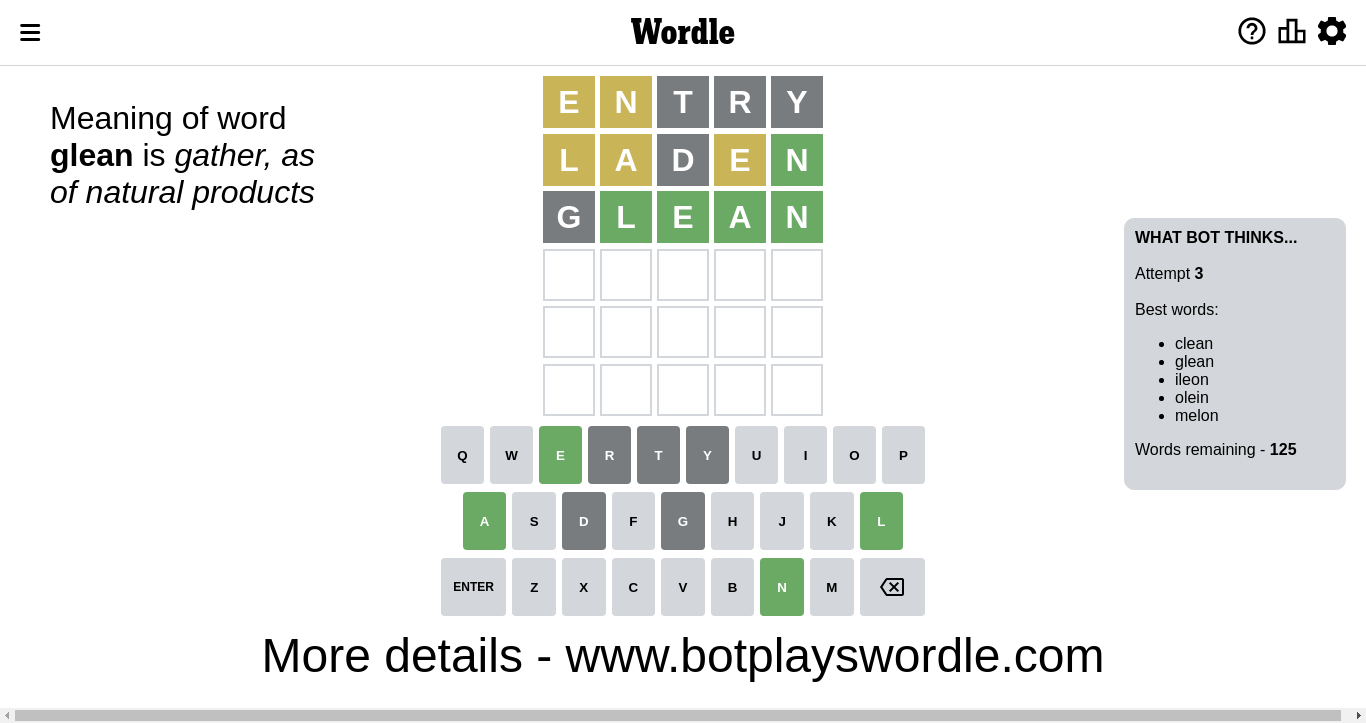 Wordle
Meaning of word
glean is gather, as
of natural products
E N T R Y
L A D E N
G L E A N
WHAT BOT THINKS...
Attempt 3
Best words:
• clean
• glean
• ileon
• olein
• melon
Words remaining - 125
Q W E R T Y U I O P
A S D F G H J K L
ENTER Z X C V B N M
More details - www.botplayswordle.com